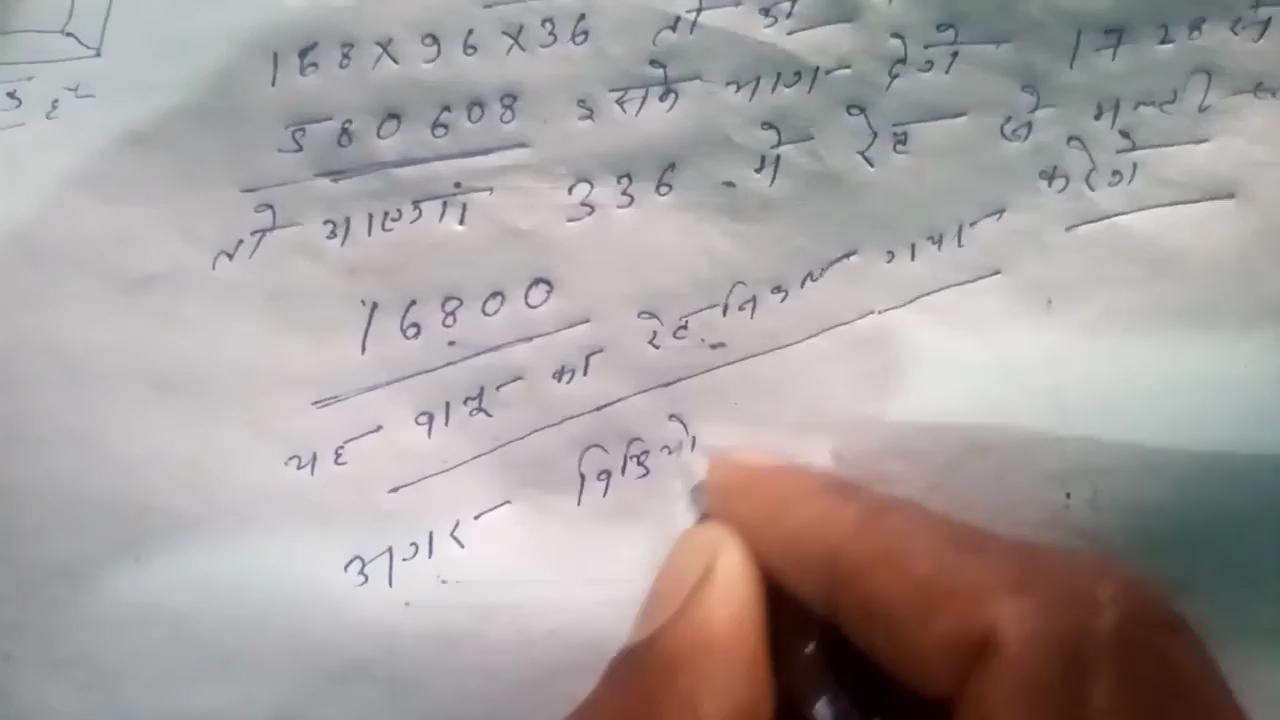 168 X 96 X 36 तो 1728 से
580608 इसके भाग देगे
तो आएगां 336 में रेट से मल्टी करेगे
16800
यह वाई का रेट निकल गया
अगर विडियो